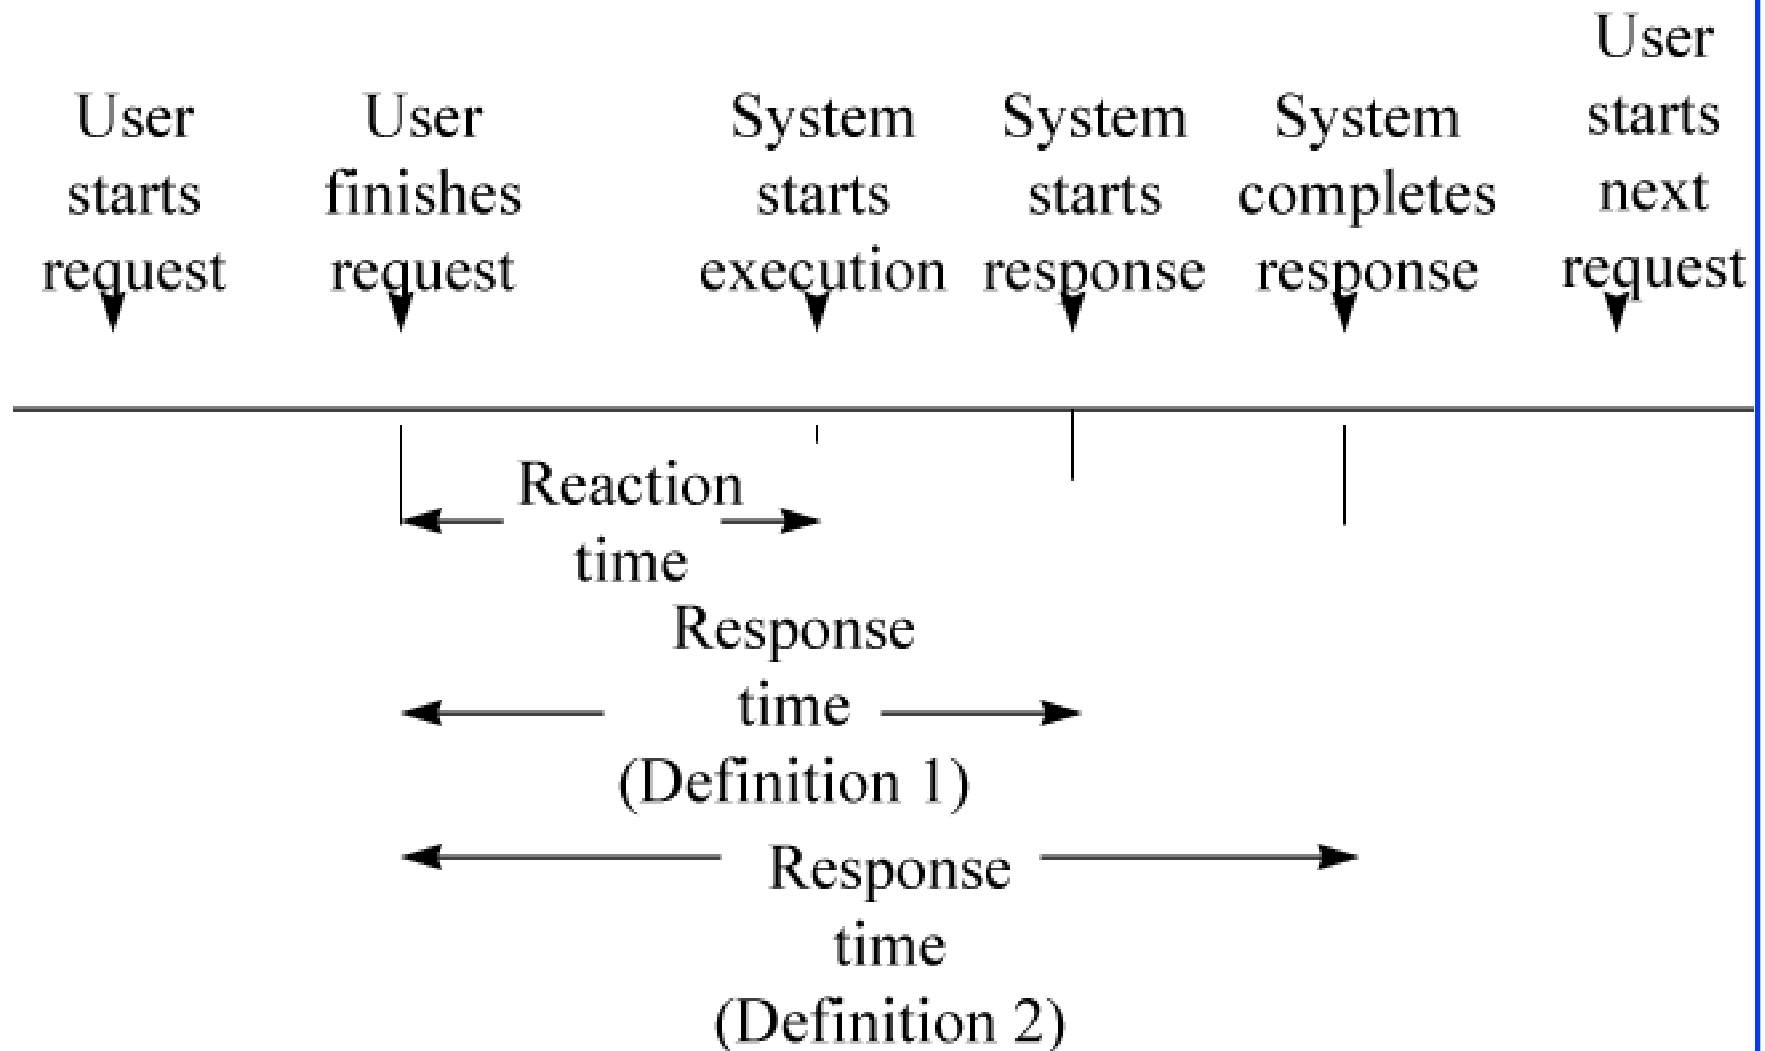 User
starts
request
User
finishes
request
System
starts
execution
System
starts
response
System
completes
response
User
starts
next
request
Reaction
time
Response
time
(Definition 1)
Response
time
(Definition 2)